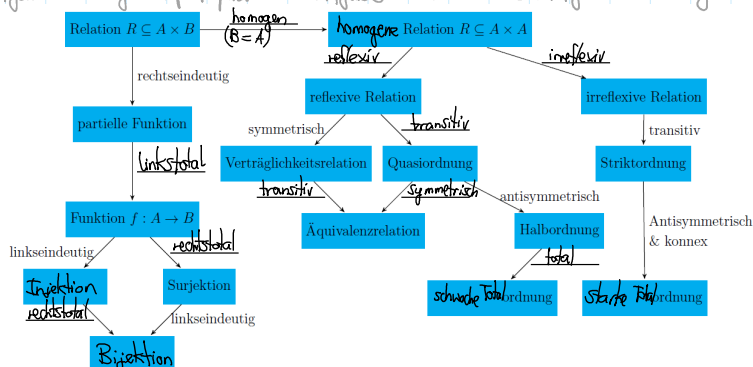 homogen
Relation R ⊆ A × B
(B = A)
homogene Relation R ⊆ A × A
reflexiv
irreflexiv
rechtseindeutig
reflexive Relation
irreflexive Relation
partielle Funktion
symmetrisch
transitiv
transitiv
linkstotal
Verträglichkeitsrelation
Quasiordnung
Striktordnung
transitiv
symmetrisch
antisymmetrisch
Funktion f : A → B
Äquivalenzrelation
Halbordnung
Antisymmetrisch
& konnex
rechtstotal
linkseindeutig
total
Injektion
Surjektion
schwache Totalordnung
starke Totalordnung
rechtstotal
linkseindeutig
Bijektion